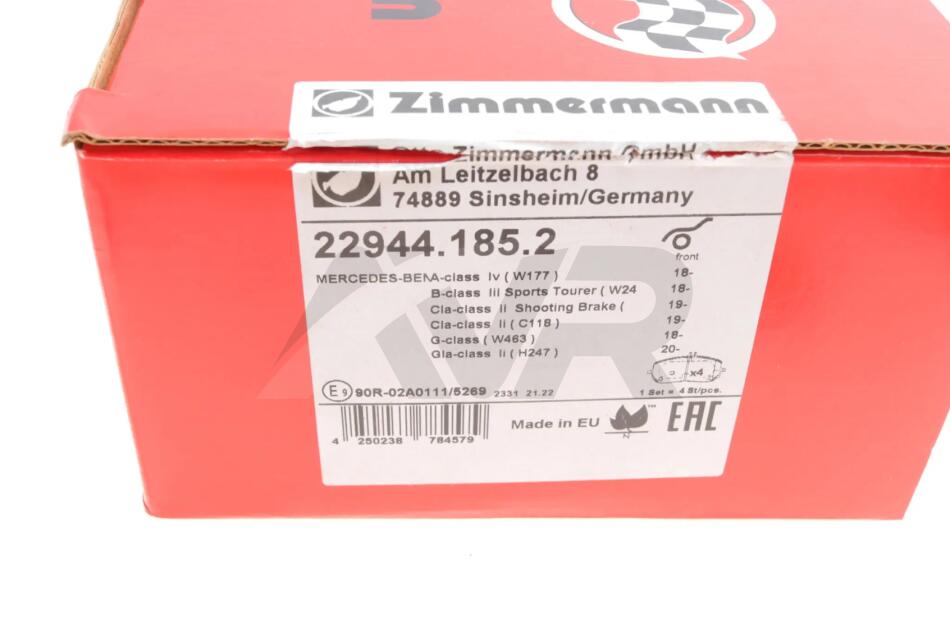 Zimmermann
Otto Zimmermann GmbH
Am Leitzelbach 8
74889 Sinsheim/Germany
22944.185.2
front
MERCEDES-BENA-class Iv ( W177 ) 18-
B-class Iii Sports Tourer ( W24 18-
Cla-class Ii Shooting Brake ( 19-
Cla-class Ii ( C118 ) 19-
G-class ( W463 ) 18-
Gla-class Ii ( H247 ) 20-
x4
E9 90R-02A0111/5269 2331 21.22 1 Set = 4 St/pcs.
Made in EU N ™ EAC
4 250238 784579